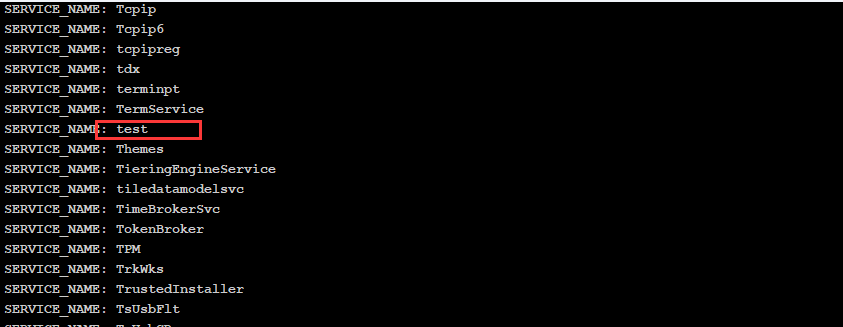 SERVICE_NAME: Tcpip
SERVICE_NAME: Tcpip6
SERVICE_NAME: tcpipreg
SERVICE_NAME: tdx
SERVICE_NAME: terminpt
SERVICE_NAME: TermService
SERVICE_NAME: test
SERVICE_NAME: Themes
SERVICE_NAME: TieringEngineService
SERVICE_NAME: tiledatamodelsvc
SERVICE_NAME: TimeBrokerSvc
SERVICE_NAME: TokenBroker
SERVICE_NAME: TPM
SERVICE_NAME: TrkWks
SERVICE_NAME: TrustedInstaller
SERVICE_NAME: TsUsbFlt